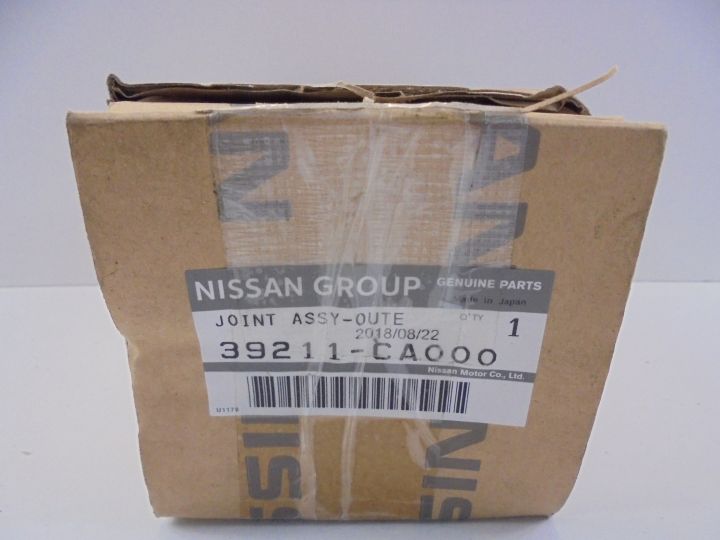 NISSAN GROUP GENUINE PARTS
Made in Japan
JOINT ASSY-OUTE Q'TY 1
2018/08/22
39211-CA000
Nissan Motor Co., Ltd.